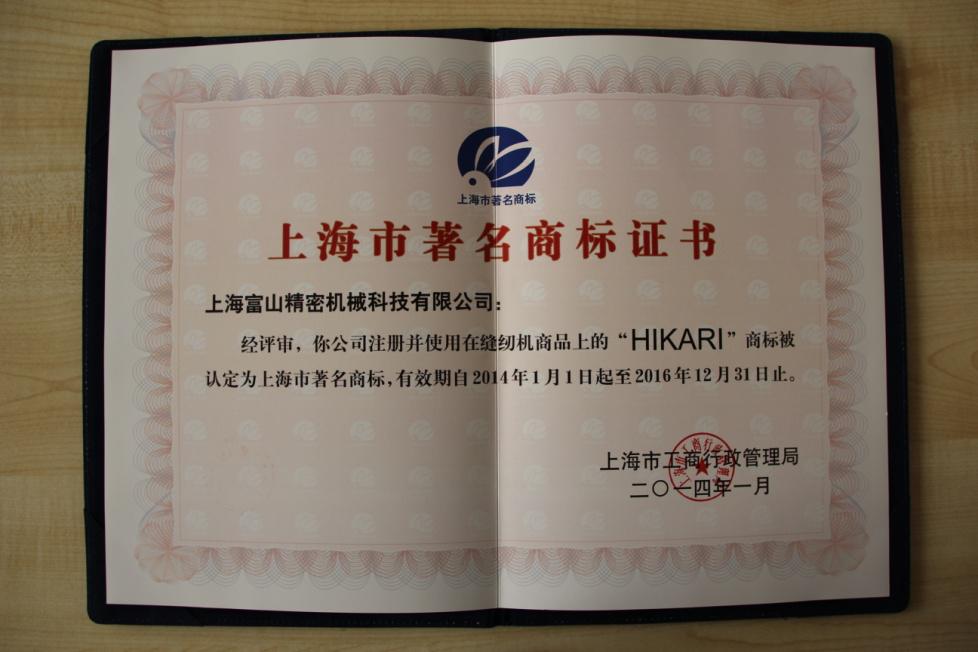 上海市著名商标
上海市著名商标证书
上海富山精密机械科技有限公司：
经评审，你公司注册并使用在缝纫机商品上的“HIKARI”商标被
认定为上海市著名商标，有效期自2014年1月1日起至2016年12月31日止。
上海市工商行政管理局
二〇一四年一月